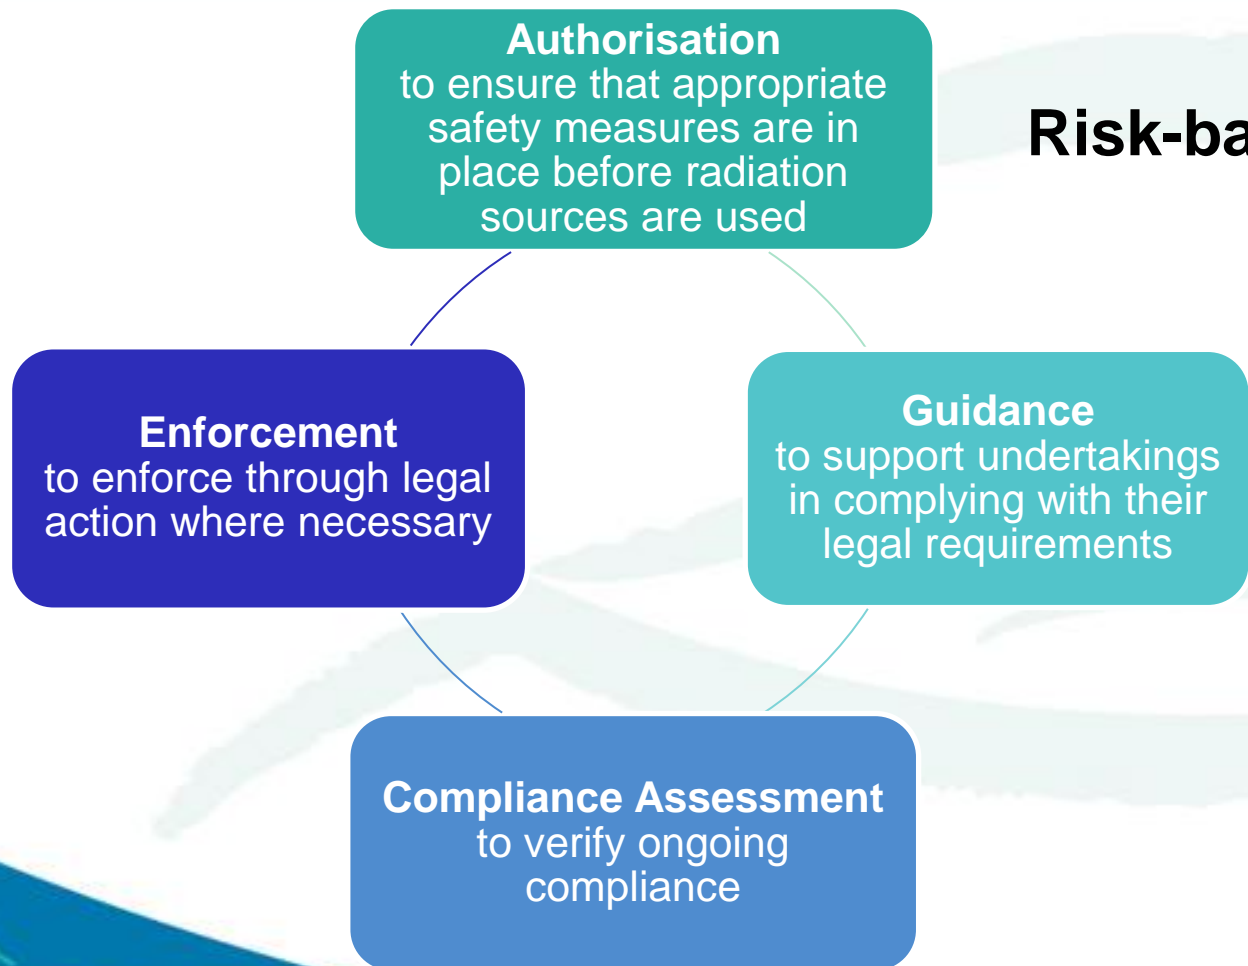 Authorisation
to ensure that appropriate
safety measures are in
place before radiation
sources are used
Risk-ba
Enforcement
to enforce through legal
action where necessary
Guidance
to support undertakings
in complying with their
legal requirements
Compliance Assessment
to verify ongoing
compliance